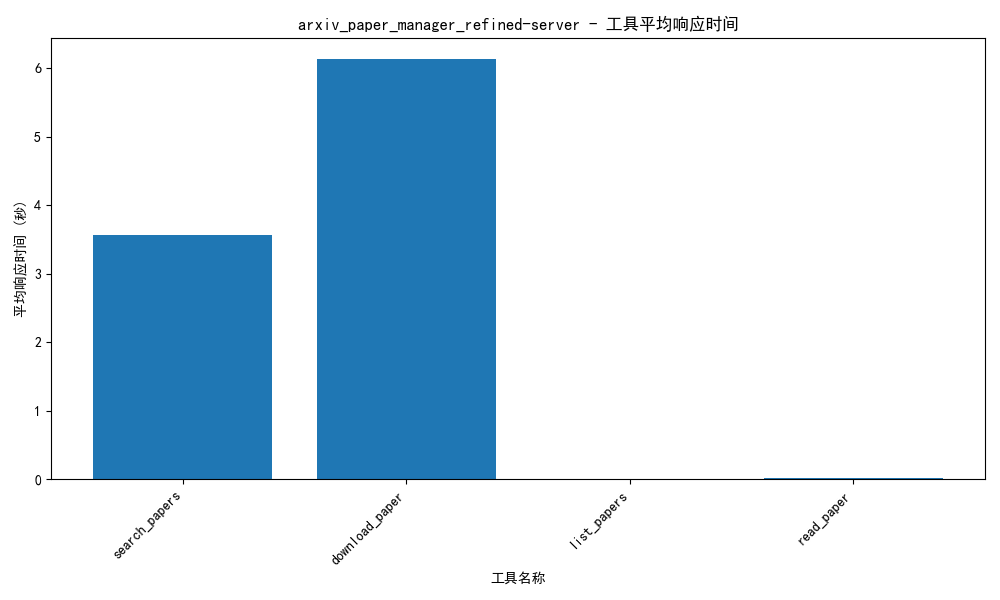 arxiv_paper_manager_refined-server - 工具平均响应时间
平均响应时间 (秒)
6
5
4
3
2
1
0
search_papers
download_paper
list_papers
read_paper
工具名称